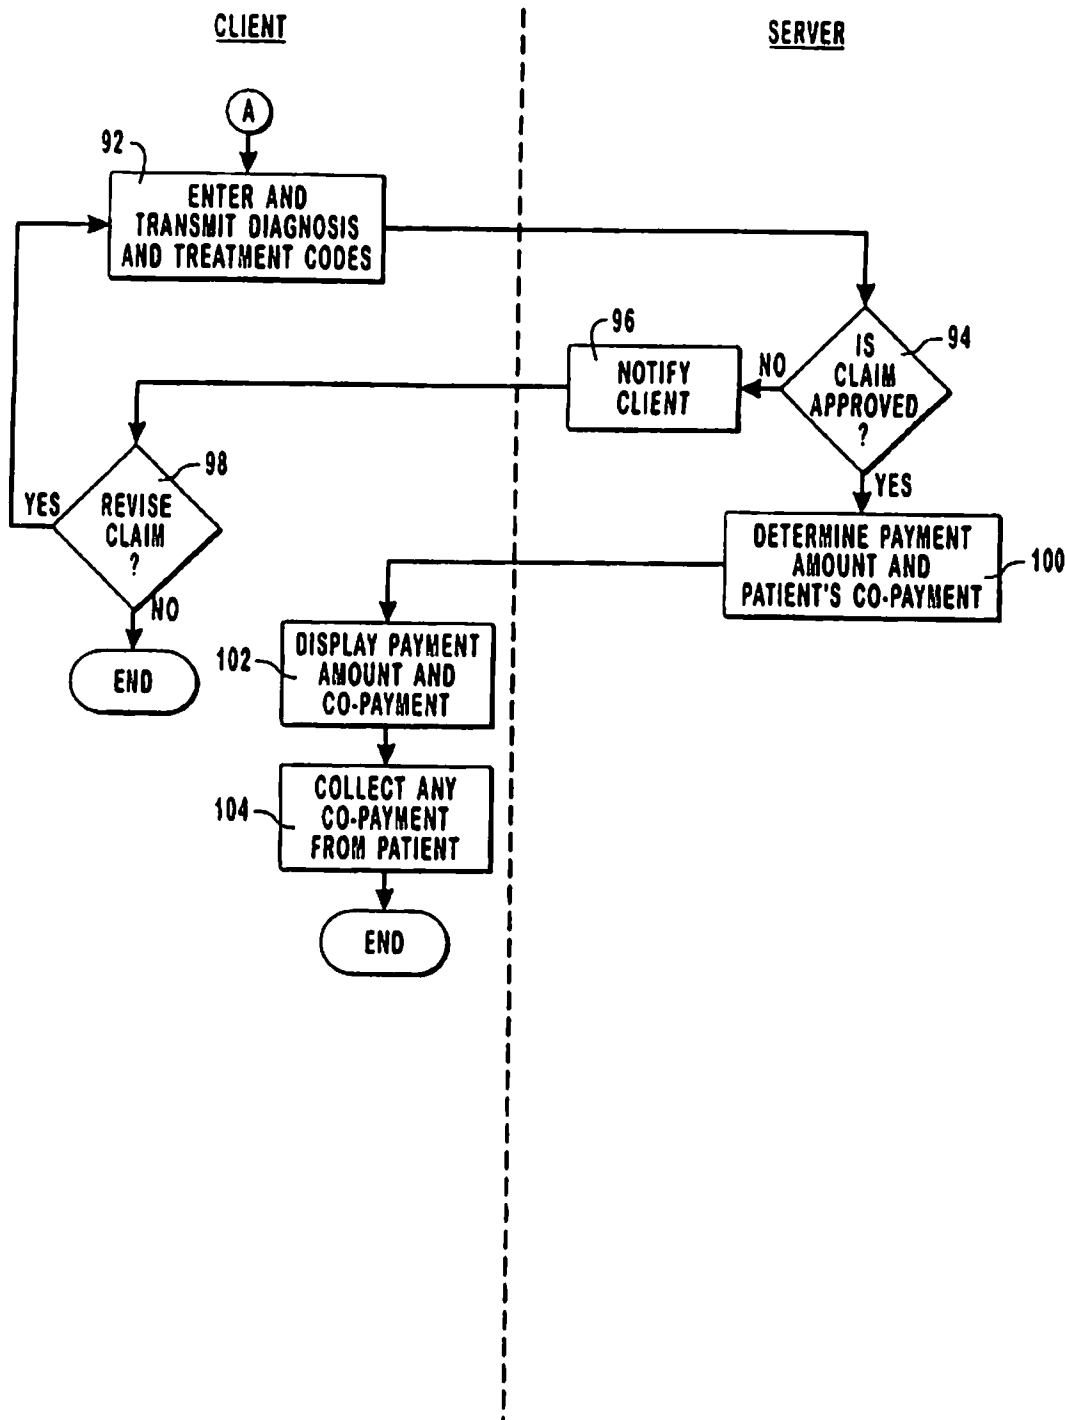 CLIENT
SERVER
A
92
ENTER AND
TRANSMIT DIAGNOSIS
AND TREATMENT CODES
96
NOTIFY
CLIENT
NO
94
IS
CLAIM
APPROVED
?
YES
98
YES
REVISE
CLAIM
?
NO
END
DETERMINE PAYMENT
AMOUNT AND
PATIENT'S CO-PAYMENT
100
102
DISPLAY PAYMENT
AMOUNT AND
CO-PAYMENT
104
COLLECT ANY
CO-PAYMENT
FROM PATIENT
END